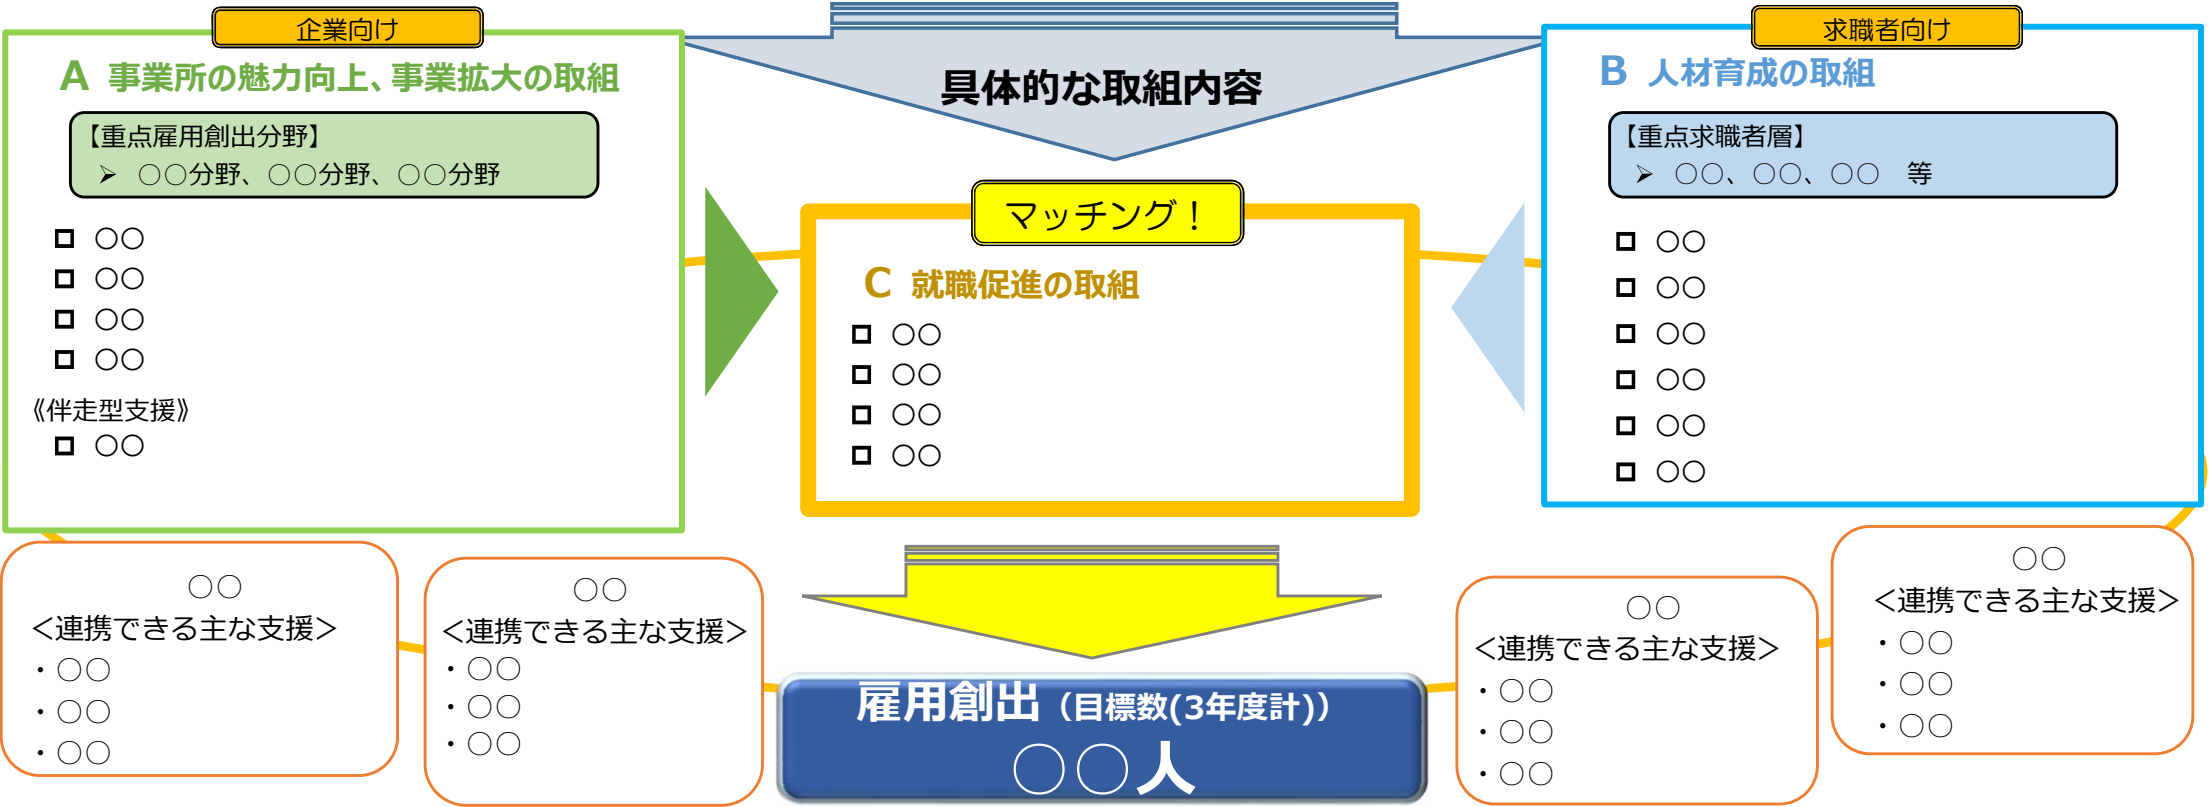 企業向け
A 事業所の魅力向上、事業拡大の取組
【重点雇用創出分野】
➢ ○○分野、○○分野、○○分野
□ ○○
□ ○○
□ ○○
□ ○○
《伴走型支援》
□ ○○
具体的な取組内容
マッチング！
C 就職促進の取組
□ ○○
□ ○○
□ ○○
□ ○○
求職者向け
B 人材育成の取組
【重点求職者層】
➢ ○○、○○、○○ 等
□ ○○
□ ○○
□ ○○
□ ○○
□ ○○
□ ○○
○○
＜連携できる主な支援＞
・○○
・○○
・○○
○○
＜連携できる主な支援＞
・○○
・○○
・○○
雇用創出（目標数(3年度計)）
○○人
○○
＜連携できる主な支援＞
・○○
・○○
・○○
○○
＜連携できる主な支援＞
・○○
・○○
・○○